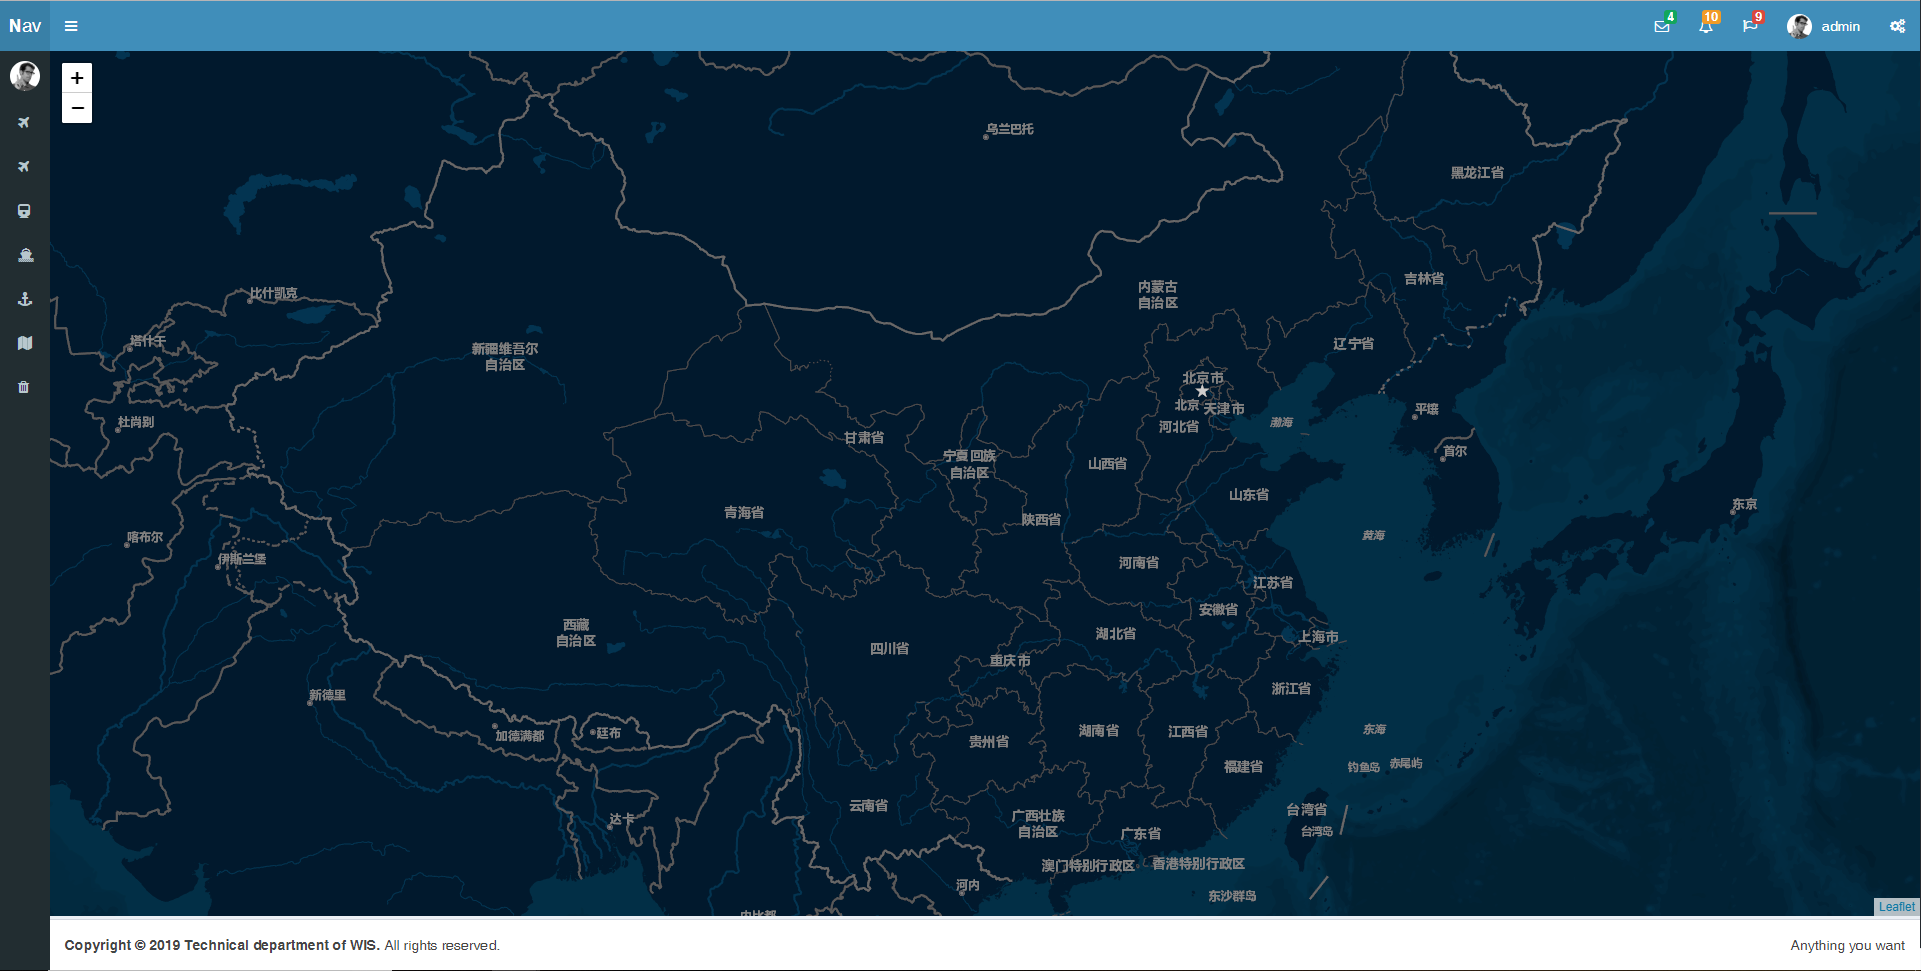 Nav
4
10
9
admin
+
−
乌兰巴托
黑龙江省
吉林省
内蒙古
自治区
比什凯克
塔什干
新疆维吾尔
自治区
辽宁省
北京市
北京
天津市
河北省
渤海
平壤
杜尚别
甘肃省
宁夏回族
自治区
山西省
首尔
山东省
东京
青海省
陕西省
黄海
喀布尔
伊斯兰堡
河南省
江苏省
安徽省
西藏
自治区
四川省
湖北省
上海市
重庆市
新德里
浙江省
加德满都
廷布
贵州省
湖南省
江西省
东海
福建省
钓鱼岛
赤尾屿
云南省
达卡
广西壮族
自治区
广东省
台湾省
台湾岛
澳门特别行政区
香港特别行政区
河内
东沙群岛
内比都
Leaflet
Copyright © 2019 Technical department of WIS. All rights reserved.
Anything you want